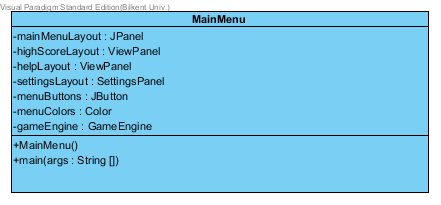 Visual Paradigm Standard Edition(Bilkent Univ.)
MainMenu
-mainMenuLayout : JPanel
-highScoreLayout : ViewPanel
-helpLayout : ViewPanel
-settingsLayout : SettingsPanel
-menuButtons : JButton
-menuColors : Color
-gameEngine : GameEngine
+MainMenu()
+main(args : String [])